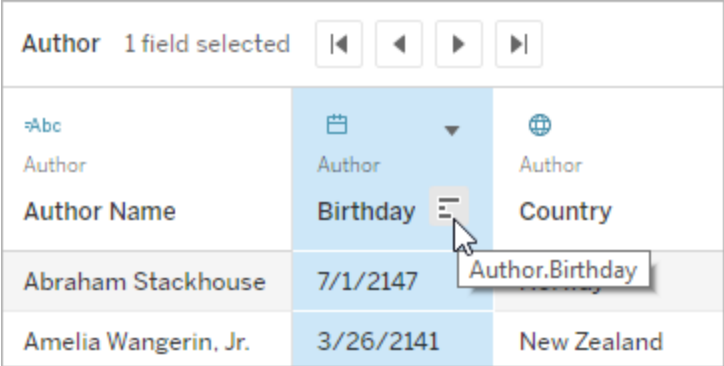 Author 1 field selected
=Abc
Author Author Author
Author Name Birthday Country
Author.Birthday
Abraham Stackhouse 7/1/2147
Amelia Wangerin, Jr. 3/26/2141 New Zealand